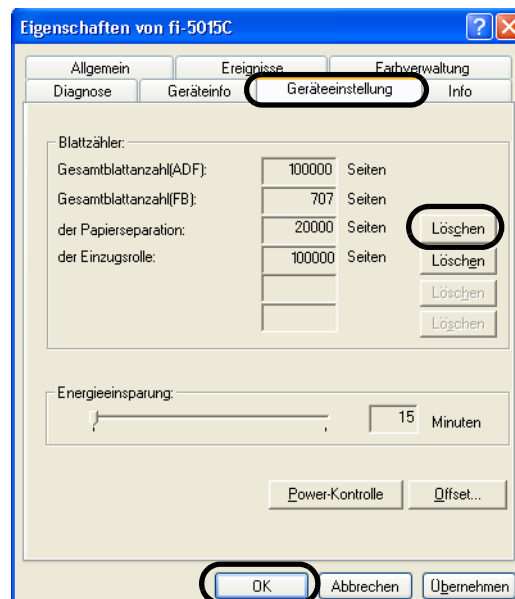 Eigenschaften von fi-5015C
Allgemein Ereignisse Farbverwaltung
Diagnose Geräteinfo Geräteeinstellung Info
Blattzähler:
Gesamtblattanzahl(ADF): 100000 Seiten
Gesamtblattanzahl(FB): 707 Seiten
der Papierseparation: 20000 Seiten Löschen
der Einzugsrolle: 100000 Seiten Löschen
Löschen
Löschen
Energieeinsparung:
15 Minuten
Power-Kontrolle Offset...
OK Abbrechen Übernehmen